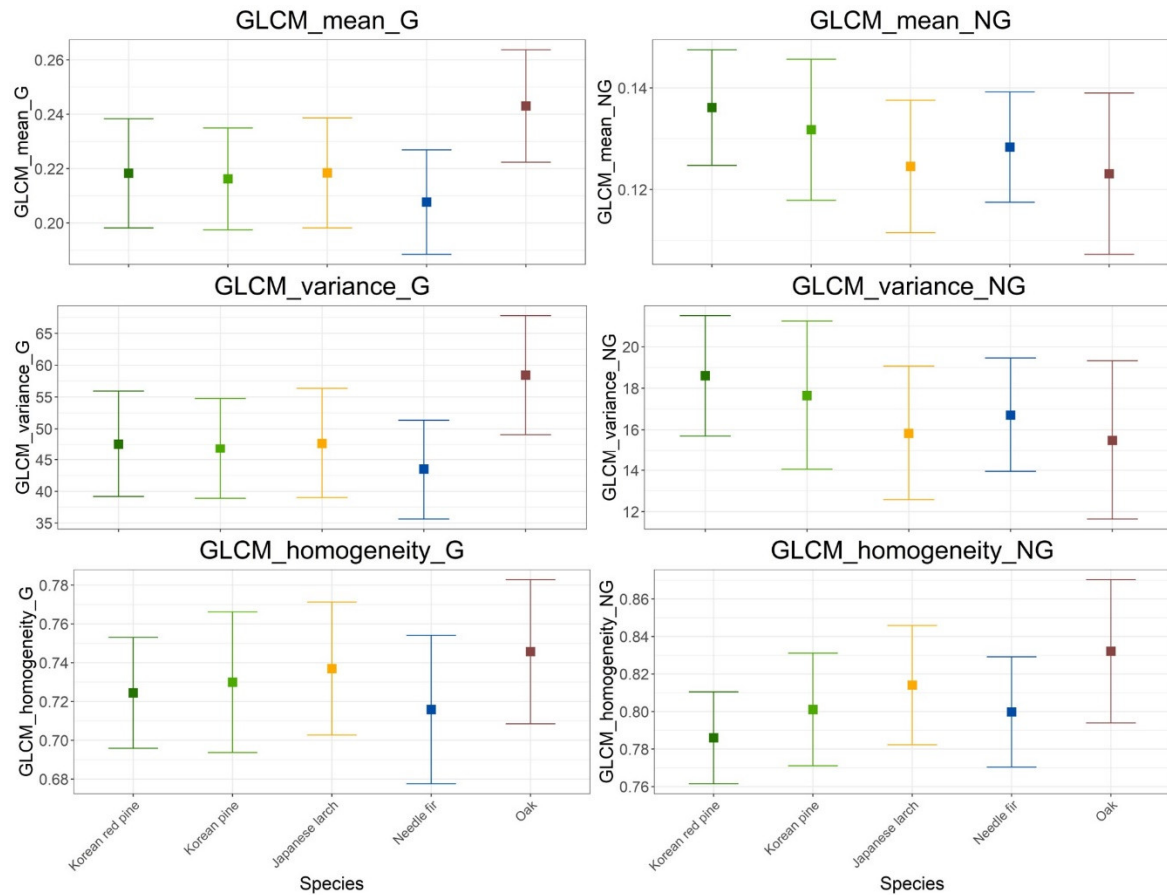 GLCM_mean_G
GLCM_mean_G
0.26
0.24
0.22
0.20
GLCM_mean_NG
GLCM_mean_NG
0.14
0.12
GLCM_variance_G
GLCM_variance_G
65
60
55
50
45
40
35
GLCM_variance_NG
GLCM_variance_NG
20
18
16
14
12
GLCM_homogeneity_G
GLCM_homogeneity_G
0.78
0.76
0.74
0.72
0.70
0.68
Korean red pine
Korean pine
Japanese larch
Needle fir
Oak
Species
GLCM_homogeneity_NG
GLCM_homogeneity_NG
0.86
0.84
0.82
0.80
0.78
0.76
Korean red pine
Korean pine
Japanese larch
Needle fir
Oak
Species